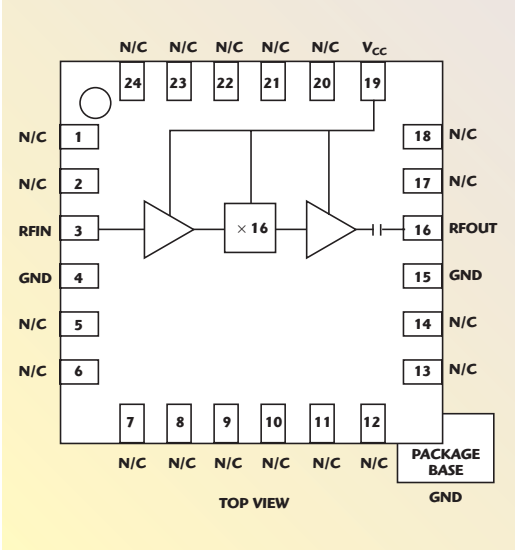 N/C N/C N/C N/C N/C VCC
24 23 22 21 20 19
N/C 1 18 N/C
N/C 2 17 N/C
RFIN 3 × 16 16 RFOUT
GND 4 15 GND
N/C 5 14 N/C
N/C 6 13 N/C
7 8 9 10 11 12
N/C N/C N/C N/C N/C N/C
PACKAGE
BASE
GND
TOP VIEW